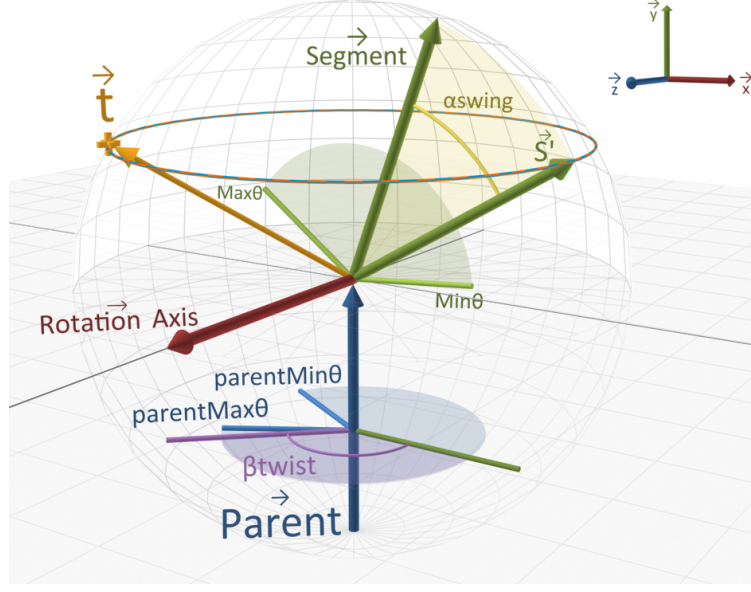 Segment
y
t
αswing
z
x
S'
Maxθ
Minθ
Rotation Axis
parentMinθ
parentMaxθ
βtwist
Parent